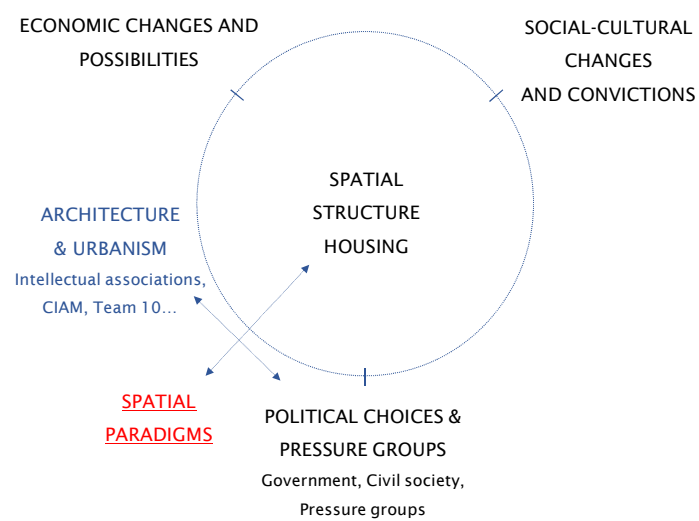 ECONOMIC CHANGES AND
POSSIBILITIES
SOCIAL-CULTURAL
CHANGES
AND CONVICTIONS
SPATIAL
STRUCTURE
HOUSING
ARCHITECTURE
& URBANISM
Intellectual associations,
CIAM, Team 10…
SPATIAL
PARADIGMS
POLITICAL CHOICES &
PRESSURE GROUPS
Government, Civil society,
Pressure groups